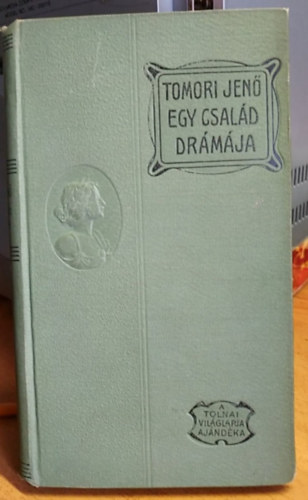 TOMORI JENŐ
EGY CSALÁD
DRÁMÁJA
A
TOLNAI
VILÁGLAPJA
AJÁNDÉKA